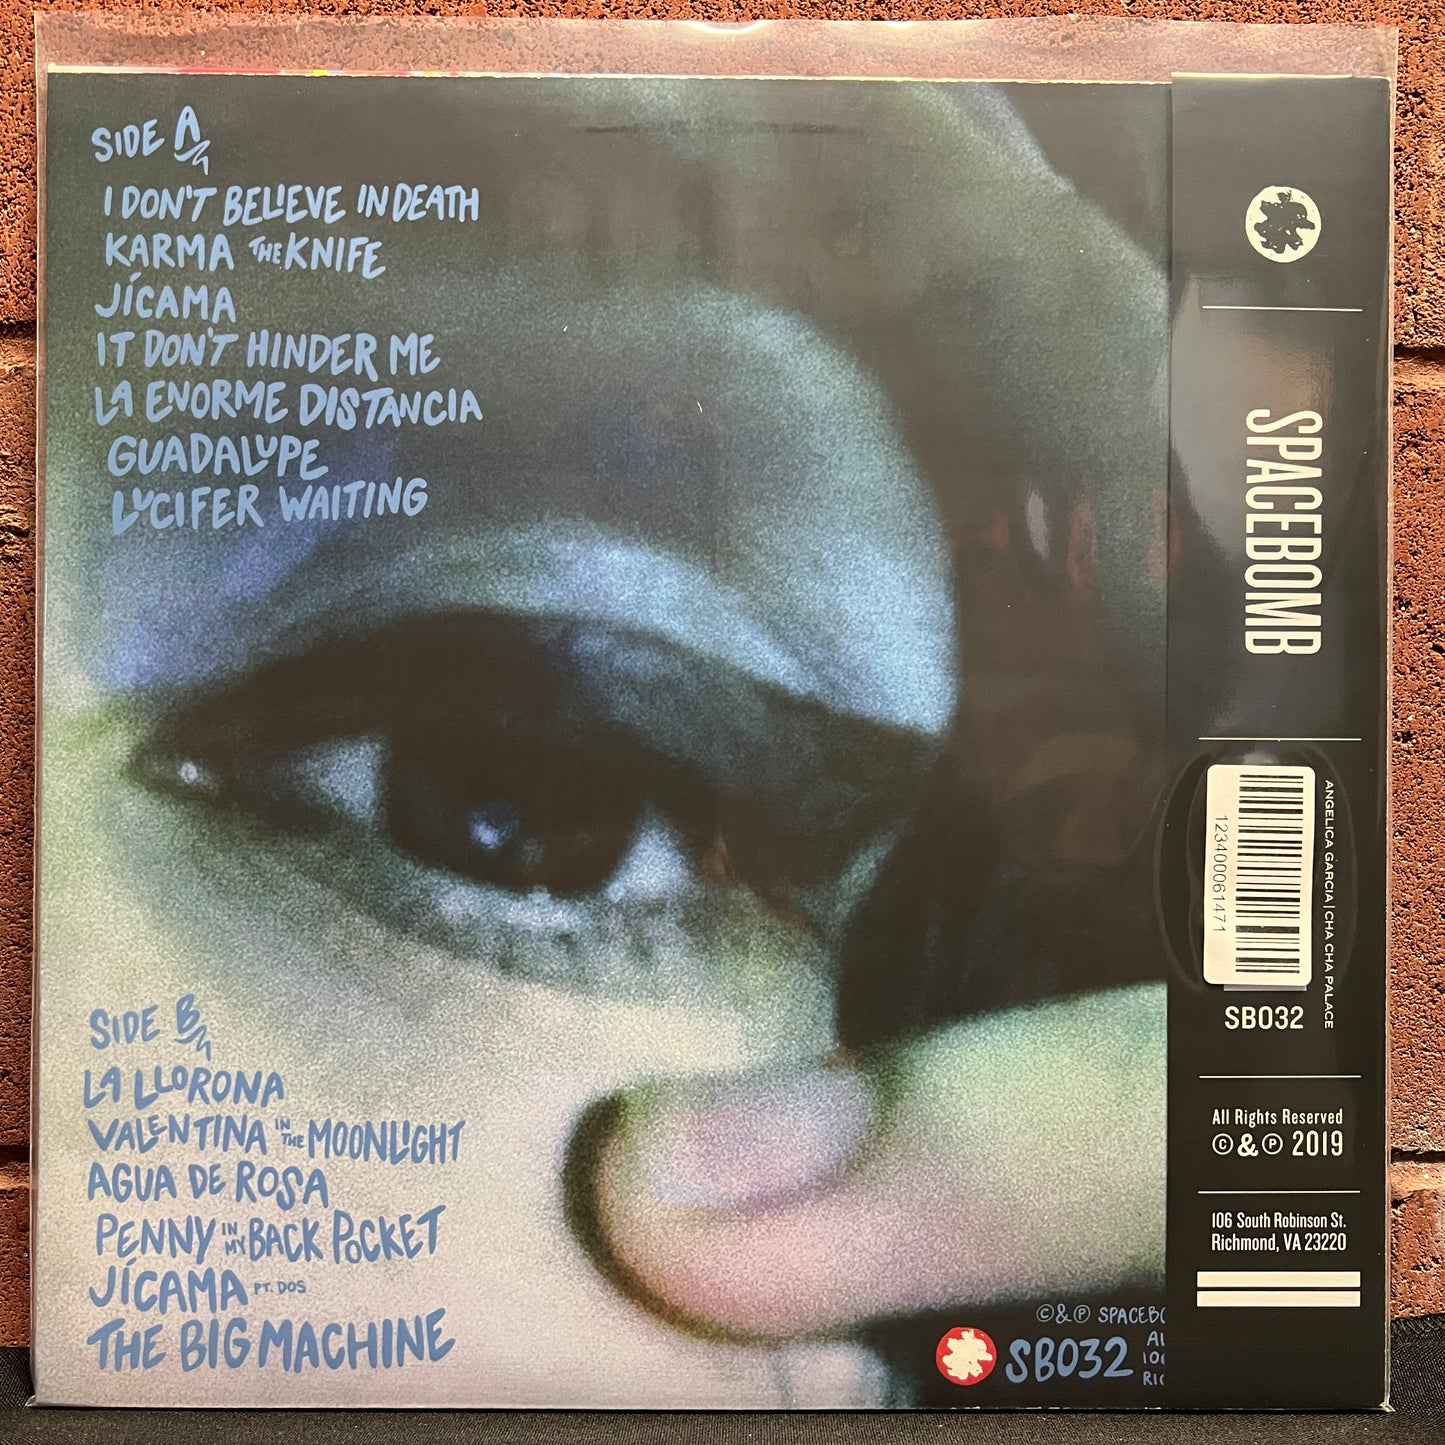 SIDE A
I DON'T BELIEVE IN DEATH
KARMA THE KNIFE
JÍCAMA
IT DON'T HINDER ME
LA ENORME DISTANCIA
GUADALUPE
LUCIFER WAITING
SIDE B
LA LLORONA
VALENTINA IN THE MOONLIGHT
AGUA DE ROSA
PENNY IN MY BACK POCKET
JÍCAMA PT. DOS
THE BIG MACHINE
© & ℗ SPACEBO
SB032
SPACEBOMB
ANGELICA GARCIA | CHA CHA PALACE
123400061471
SB032
All Rights Reserved
© & ℗ 2019
106 South Robinson St.
Richmond, VA 23220